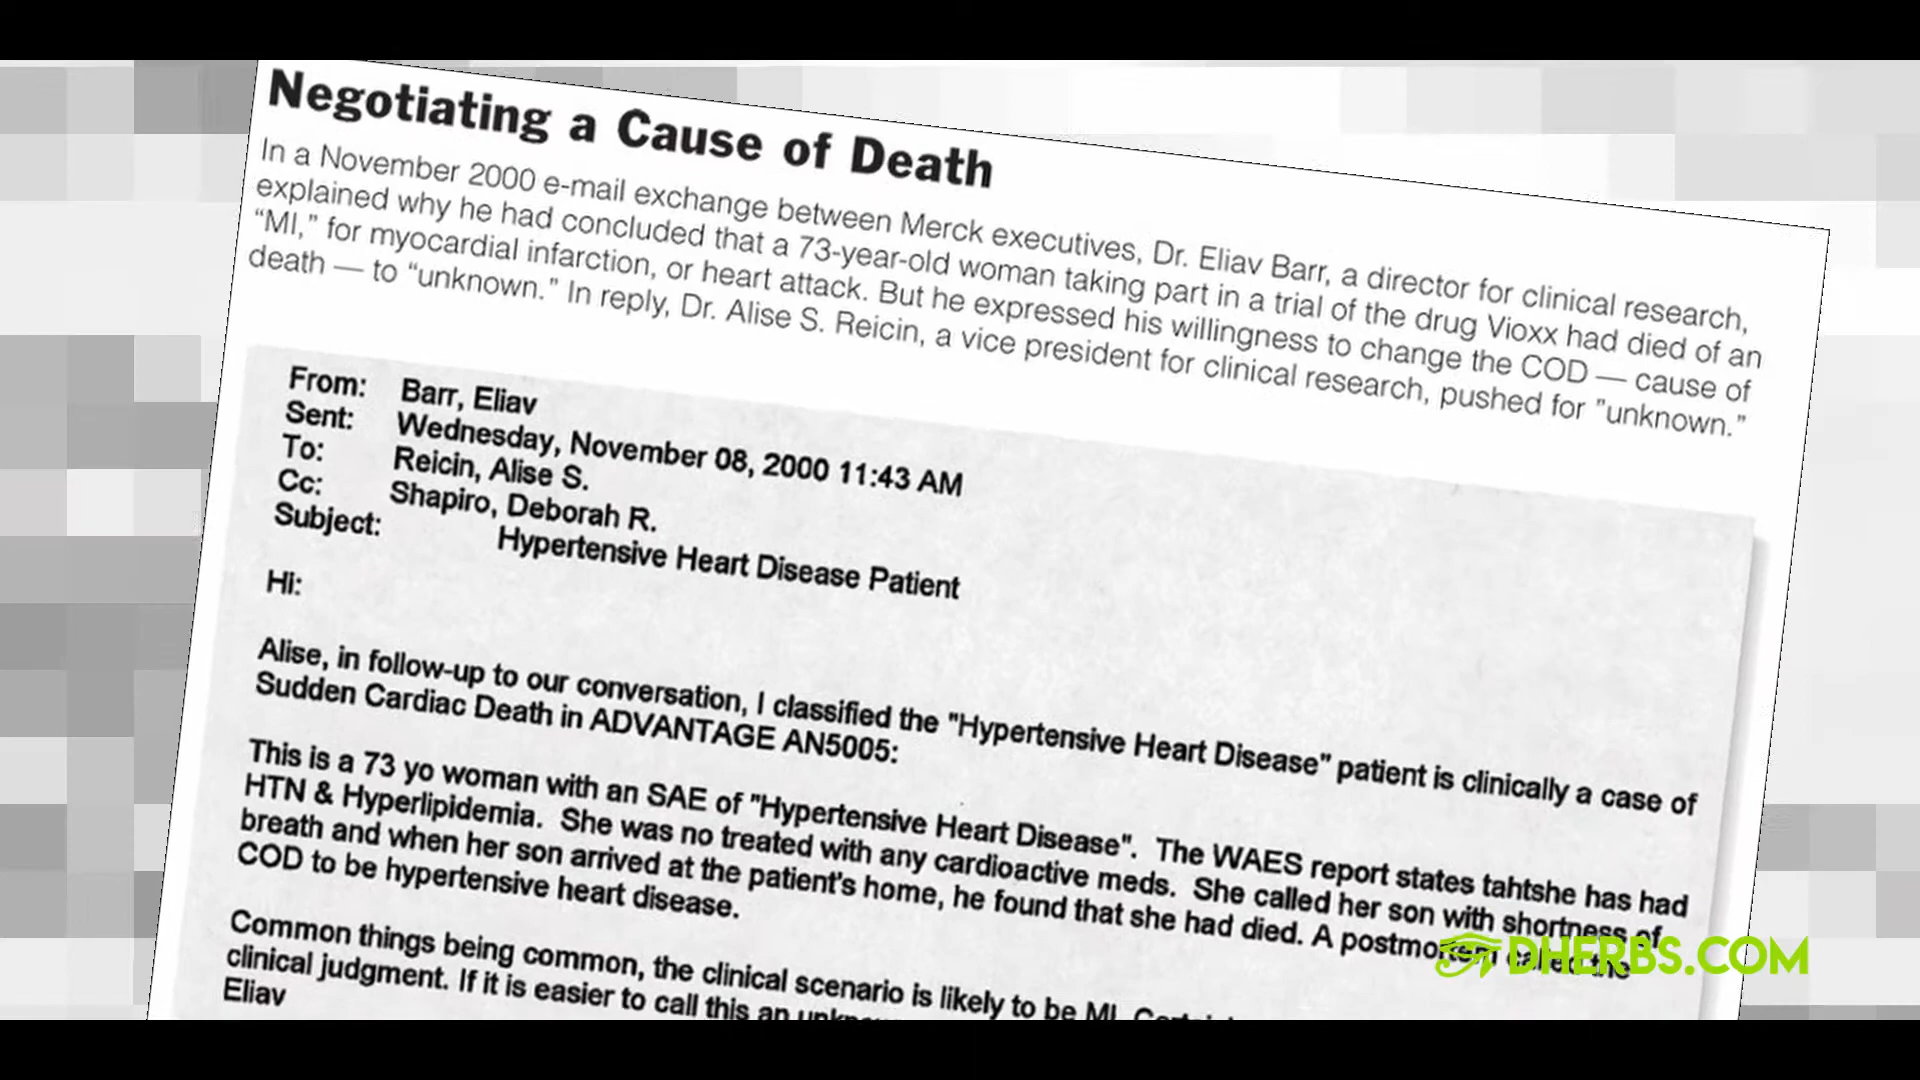 Negotiating a Cause of Death
In a November 2000 e-mail exchange between Merck executives, Dr. Eliav Barr, a director for clinical research,
explained why he had concluded that a 73-year-old woman taking part in a trial of the drug Vioxx had died of an
“MI,” for myocardial infarction, or heart attack. But he expressed his willingness to change the COD — cause of
death — to “unknown.” In reply, Dr. Alise S. Reicin, a vice president for clinical research, pushed for "unknown."
From: Barr, Eliav
Sent: Wednesday, November 08, 2000 11:43 AM
To: Reicin, Alise S.
Cc: Shapiro, Deborah R.
Subject: Hypertensive Heart Disease Patient
Hi:
Alise, in follow-up to our conversation, I classified the "Hypertensive Heart Disease" patient is clinically a case of
Sudden Cardiac Death in ADVANTAGE AN5005:
This is a 73 yo woman with an SAE of "Hypertensive Heart Disease". The WAES report states tahtshe has had
HTN & Hyperlipidemia. She was no treated with any cardioactive meds. She called her son with shortness of
breath and when her son arrived at the patient's home, he found that she had died. A postmortem called the
COD to be hypertensive heart disease.
Common things being common, the clinical scenario is likely to be MI.
clinical judgment. If it is easier to call this an
Eliav
DHERBS.COM